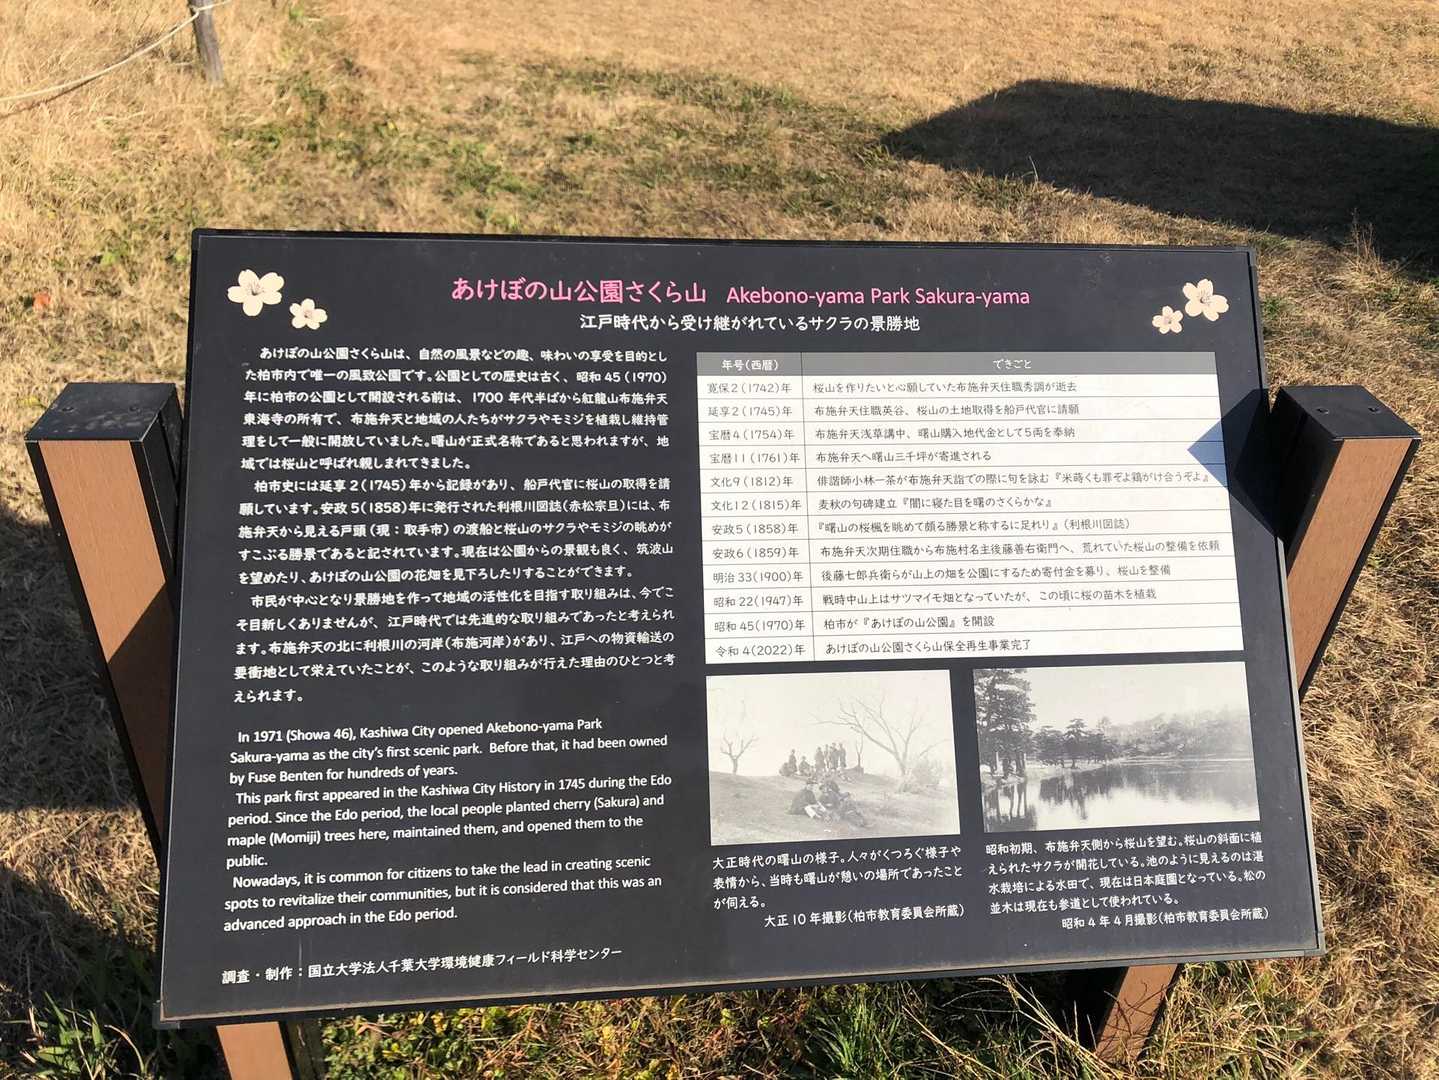 あけぼの山公園さくら山 Akebono-yama Park Sakura-yama
江戸時代から受け継がれているサクラの景勝地
あけぼの山公園さくら山は、自然の風景などの趣、味わいの享受を目的とし
た柏市内で唯一の風致公園です。公園としての歴史は古く、昭和45(1970)
年に柏市の公園として開設される前は、1700年代半ばから紅龍山布施弁天
東海寺の所有で、布施弁天と地域の人たちがサクラやモミジを植栽し維持管
理をして一般に開放していました。曙山が正式名称であると思われますが、地
域では桜山と呼ばれ親しまれてきました。
柏市史には延享2(1745)年から記録があり、船戸代官に桜山の取得を請
願しています。安政5(1858)年に発行された利根川図誌(赤松宗旦)には、布
施弁天から見える戸頭(現:取手市)の渡船と桜山のサクラやモミジの眺めが
すこぶる勝景であると記されています。現在は公園からの景観も良く、筑波山
を望めたり、あけぼの山公園の花畑を見下ろしたりすることができます。
市民が中心となり景勝地を作って地域の活性化を目指す取り組みは、今でこ
そ目新しくありませんが、江戸時代では先進的な取り組みであったと考えられ
ます。布施弁天の北に利根川の河岸(布施河岸)があり、江戸への物資輸送の
要衝地として栄えていたことが、このような取り組みが行えた理由のひとつと考
えられます。
In 1971 (Showa 46), Kashiwa City opened Akebono-yama Park
Sakura-yama as the city's first scenic park. Before that, it had been owned
by Fuse Benten for hundreds of years.
This park first appeared in the Kashiwa City History in 1745 during the Edo
period. Since the Edo period, the local people planted cherry (Sakura) and
maple (Momiji) trees here, maintained them, and opened them to the
public.
Nowadays, it is common for citizens to take the lead in creating scenic
spots to revitalize their communities, but it is considered that this was an
advanced approach in the Edo period.
調査・制作:国立大学法人千葉大学環境健康フィールド科学センター
年号(西暦) できごと
寛保2(1742)年 桜山を作りたいと心願していた布施弁天住職秀調が逝去
延享2(1745)年 布施弁天住職英谷、桜山の土地取得を船戸代官に請願
宝暦4(1754)年 布施弁天浅草講中、曙山購入地代金として5両を奉納
宝暦11(1761)年 布施弁天へ曙山三千坪が寄進される
文化9(1812)年 俳諧師小林一茶が布施弁天詣での際に句を詠む『米蒔くも罪ぞよ鶏がけ合うぞよ』
文化12(1815)年 麦秋の句碑建立『闇に寝た目を曙のさくらかな』
安政5(1858)年 『曙山の桜楓を眺めて頗る勝景と称するに足れり』(利根川図誌)
安政6(1859)年 布施弁天次期住職から布施村名主後藤善右衛門へ、荒れていた桜山の整備を依頼
明治33(1900)年 後藤七郎兵衛らが山上の畑を公園にするため寄付金を募り、桜山を整備
昭和22(1947)年 戦時中山上はサツマイモ畑となっていたが、この頃に桜の苗木を植栽
昭和45(1970)年 柏市が『あけぼの山公園』を開設
令和4(2022)年 あけぼの山公園さくら山保全再生事業完了
大正時代の曙山の様子。人々がくつろぐ様子や
表情から、当時も曙山が憩いの場所であったこと
が伺える。
大正10年撮影(柏市教育委員会所蔵)
昭和初期、布施弁天側から桜山を望む。桜山の斜面に植
えられたサクラが開花している。池のように見えるのは湛
水栽培による水田で、現在は日本庭園となっている。松の
並木は現在も参道として使われている。
昭和4年4月撮影(柏市教育委員会所蔵)